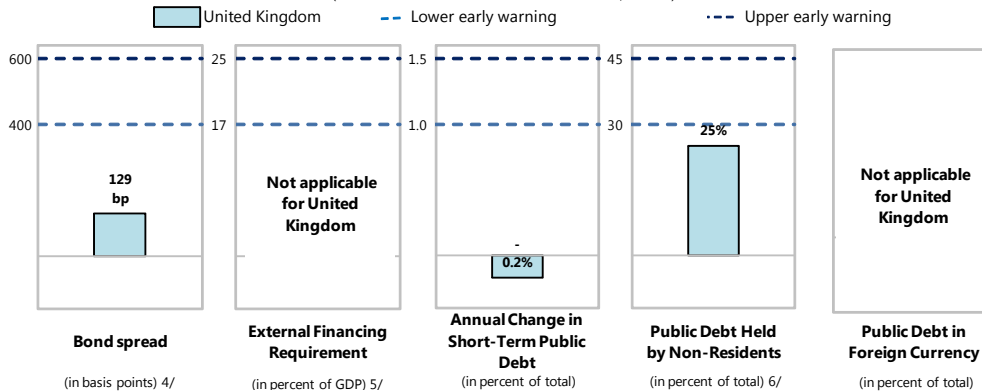 United Kingdom Lower early warning Upper early warning
600 25 1.5 45
400 17 1.0 30
25%
129
bp
Not applicable
for United
Kingdom
Not applicable
for United
Kingdom
-
0.2%
Bond spread
External Financing
Requirement
Annual Change in
Short-Term Public
Debt
Public Debt Held
by Non-Residents
Public Debt in
Foreign Currency
(in basis points) 4/
(in percent of GDP) 5/
(in percent of total)
(in percent of total) 6/
(in percent of total)